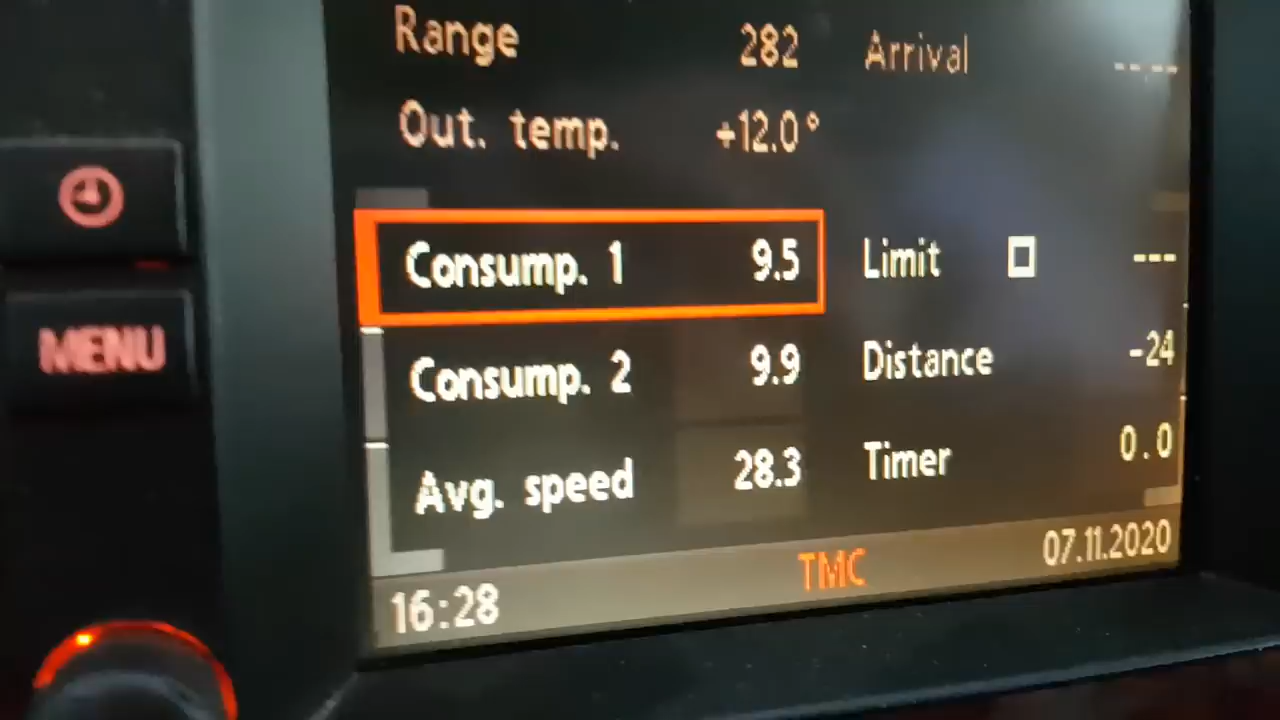 Range 282 Arrival --.--
Out. temp. +12.0°
Consump. 1 9.5 Limit ---
MENU
Consump. 2 9.9 Distance -24
Avg. speed 28.3 Timer 0.0
16:28 TMC 07.11.2020